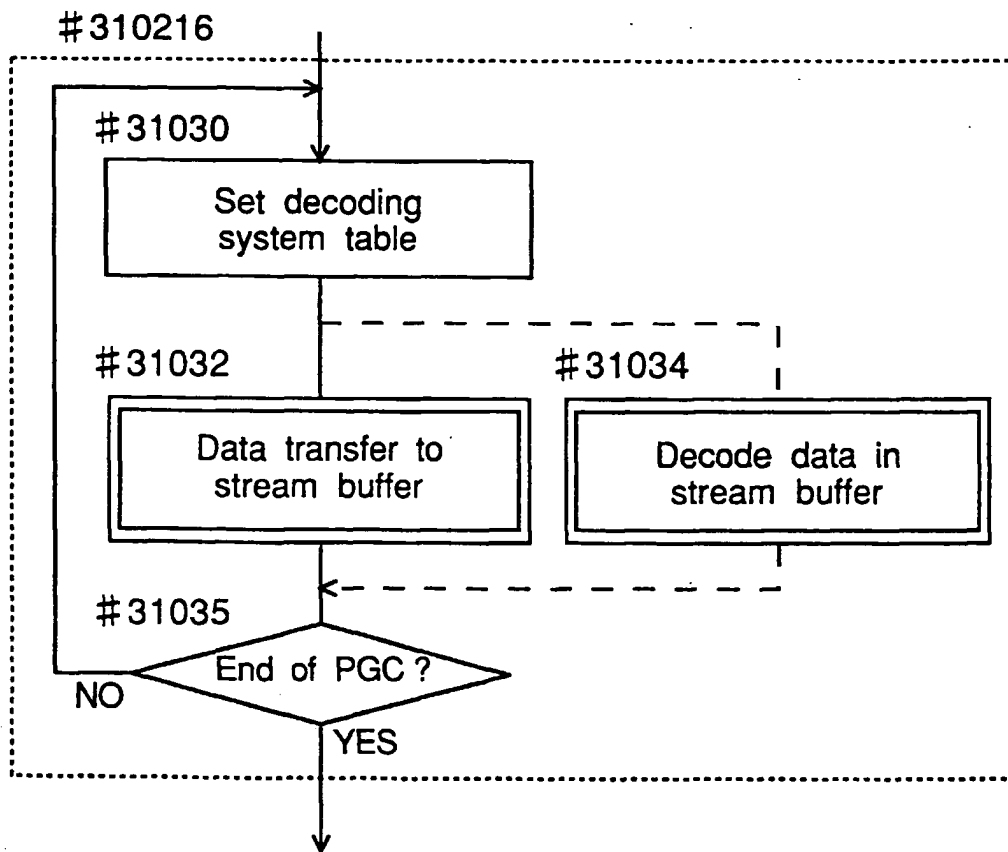 #310216
#31030
Set decoding
system table
#31032
#31034
Data transfer to
stream buffer
Decode data in
stream buffer
#31035
End of PGC?
NO
YES